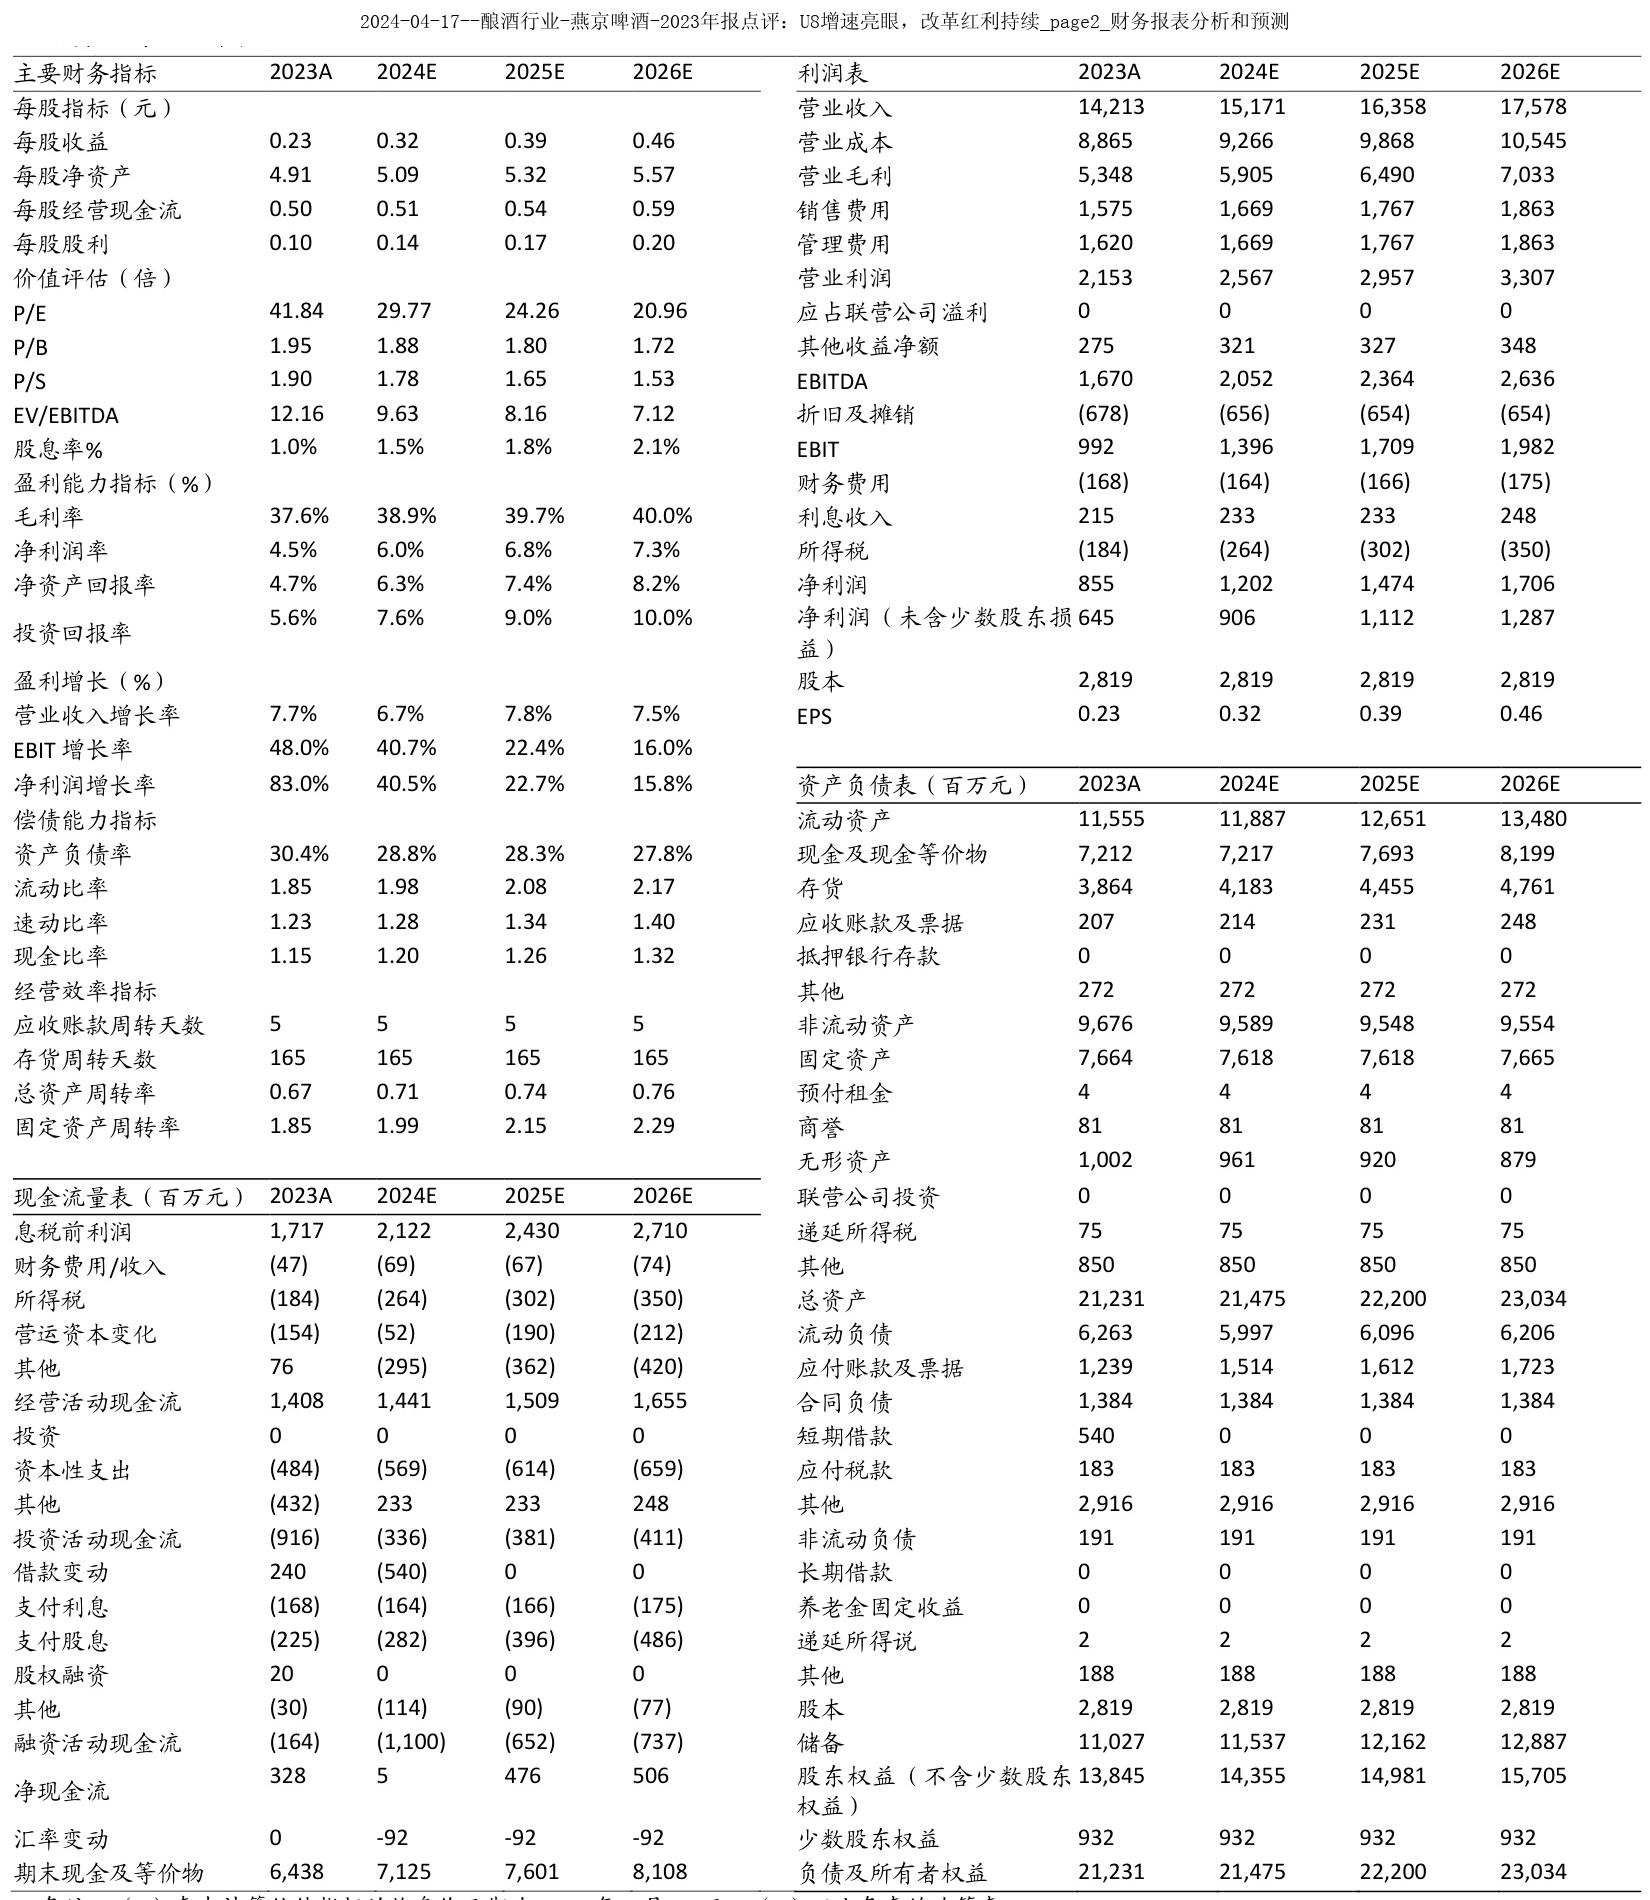 2024-04-17--酿酒行业-燕京啤酒-2023年报点评：U8增速亮眼，改革红利持续_page2_财务报表分析和预测
主要财务指标 2023A 2024E 2025E 2026E
每股指标（元）
每股收益 0.23 0.32 0.39 0.46
每股净资产 4.91 5.09 5.32 5.57
每股经营现金流 0.50 0.51 0.54 0.59
每股股利 0.10 0.14 0.17 0.20
价值评估（倍）
P/E 41.84 29.77 24.26 20.96
P/B 1.95 1.88 1.80 1.72
P/S 1.90 1.78 1.65 1.53
EV/EBITDA 12.16 9.63 8.16 7.12
股息率% 1.0% 1.5% 1.8% 2.1%
盈利能力指标（%）
毛利率 37.6% 38.9% 39.7% 40.0%
净利润率 4.5% 6.0% 6.8% 7.3%
净资产回报率 4.7% 6.3% 7.4% 8.2%
投资回报率 5.6% 7.6% 9.0% 10.0%
盈利增长（%）
营业收入增长率 7.7% 6.7% 7.8% 7.5%
EBIT 增长率 48.0% 40.7% 22.4% 16.0%
净利润增长率 83.0% 40.5% 22.7% 15.8%
偿债能力指标
资产负债率 30.4% 28.8% 28.3% 27.8%
流动比率 1.85 1.98 2.08 2.17
速动比率 1.23 1.28 1.34 1.40
现金比率 1.15 1.20 1.26 1.32
经营效率指标
应收账款周转天数 5 5 5 5
存货周转天数 165 165 165 165
总资产周转率 0.67 0.71 0.74 0.76
固定资产周转率 1.85 1.99 2.15 2.29
现金流量表（百万元） 2023A 2024E 2025E 2026E
息税前利润 1,717 2,122 2,430 2,710
财务费用/收入 (47) (69) (67) (74)
所得税 (184) (264) (302) (350)
营运资本变化 (154) (52) (190) (212)
其他 76 (295) (362) (420)
经营活动现金流 1,408 1,441 1,509 1,655
投资 0 0 0 0
资本性支出 (484) (569) (614) (659)
其他 (432) 233 233 248
投资活动现金流 (916) (336) (381) (411)
借款变动 240 (540) 0 0
支付利息 (168) (164) (166) (175)
支付股息 (225) (282) (396) (486)
股权融资 20 0 0 0
其他 (30) (114) (90) (77)
融资活动现金流 (164) (1,100) (652) (737)
净现金流 328 5 476 506
汇率变动 0 -92 -92 -92
期末现金及等价物 6,438 7,125 7,601 8,108
利润表 2023A 2024E 2025E 2026E
营业收入 14,213 15,171 16,358 17,578
营业成本 8,865 9,266 9,868 10,545
营业毛利 5,348 5,905 6,490 7,033
销售费用 1,575 1,669 1,767 1,863
管理费用 1,620 1,669 1,767 1,863
营业利润 2,153 2,567 2,957 3,307
应占联营公司溢利 0 0 0 0
其他收益净额 275 321 327 348
EBITDA 1,670 2,052 2,364 2,636
折旧及摊销 (678) (656) (654) (654)
EBIT 992 1,396 1,709 1,982
财务费用 (168) (164) (166) (175)
利息收入 215 233 233 248
所得税 (184) (264) (302) (350)
净利润 855 1,202 1,474 1,706
净利润（未含少数股东损 645 906 1,112 1,287
益）
股本 2,819 2,819 2,819 2,819
EPS 0.23 0.32 0.39 0.46
资产负债表（百万元） 2023A 2024E 2025E 2026E
流动资产 11,555 11,887 12,651 13,480
现金及现金等价物 7,212 7,217 7,693 8,199
存货 3,864 4,183 4,455 4,761
应收账款及票据 207 214 231 248
抵押银行存款 0 0 0 0
其他 272 272 272 272
非流动资产 9,676 9,589 9,548 9,554
固定资产 7,664 7,618 7,618 7,665
预付租金 4 4 4 4
商誉 81 81 81 81
无形资产 1,002 961 920 879
联营公司投资 0 0 0 0
递延所得税 75 75 75 75
其他 850 850 850 850
总资产 21,231 21,475 22,200 23,034
流动负债 6,263 5,997 6,096 6,206
应付账款及票据 1,239 1,514 1,612 1,723
合同负债 1,384 1,384 1,384 1,384
短期借款 540 0 0 0
应付税款 183 183 183 183
其他 2,916 2,916 2,916 2,916
非流动负债 191 191 191 191
长期借款 0 0 0 0
养老金固定收益 0 0 0 0
递延所得说 2 2 2 2
其他 188 188 188 188
股本 2,819 2,819 2,819 2,819
储备 11,027 11,537 12,162 12,887
股东权益（不含少数股东 13,845 14,355 14,981 15,705
权益）
少数股东权益 932 932 932 932
负债及所有者权益 21,231 21,475 22,200 23,034